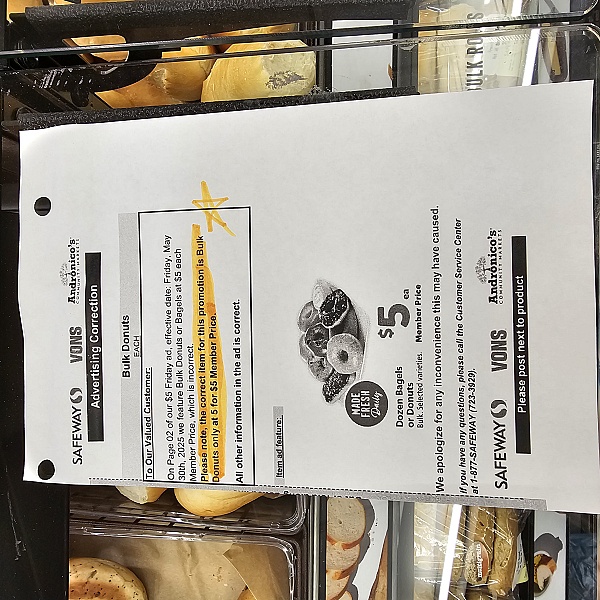 SAFEWAY VONS Andrónico's
COMMUNITY MARKETS
Advertising Correction
Bulk Donuts
EACH
To Our Valued Customer:
On Page 02 of our $5 Friday ad, effective date: Friday, May
30th, 2025 we feature Bulk Donuts or Bagels at $5 each
Member Price, which is incorrect.
Please note, the correct item for this promotion is Bulk
Donuts only at 5 for $5 Member Price.
All other information in the ad is correct.
Item ad feature:
MADE
FRESH
Daily
$5 ea
Dozen Bagels
or Donuts
Bulk. Selected varieties. Member Price
We apologize for any inconvenience this may have caused.
If you have any questions, please call the Customer Service Center
at 1-877-SAFEWAY (723-3929).
SAFEWAY VONS Andrónico's
COMMUNITY MARKETS
Please post next to product